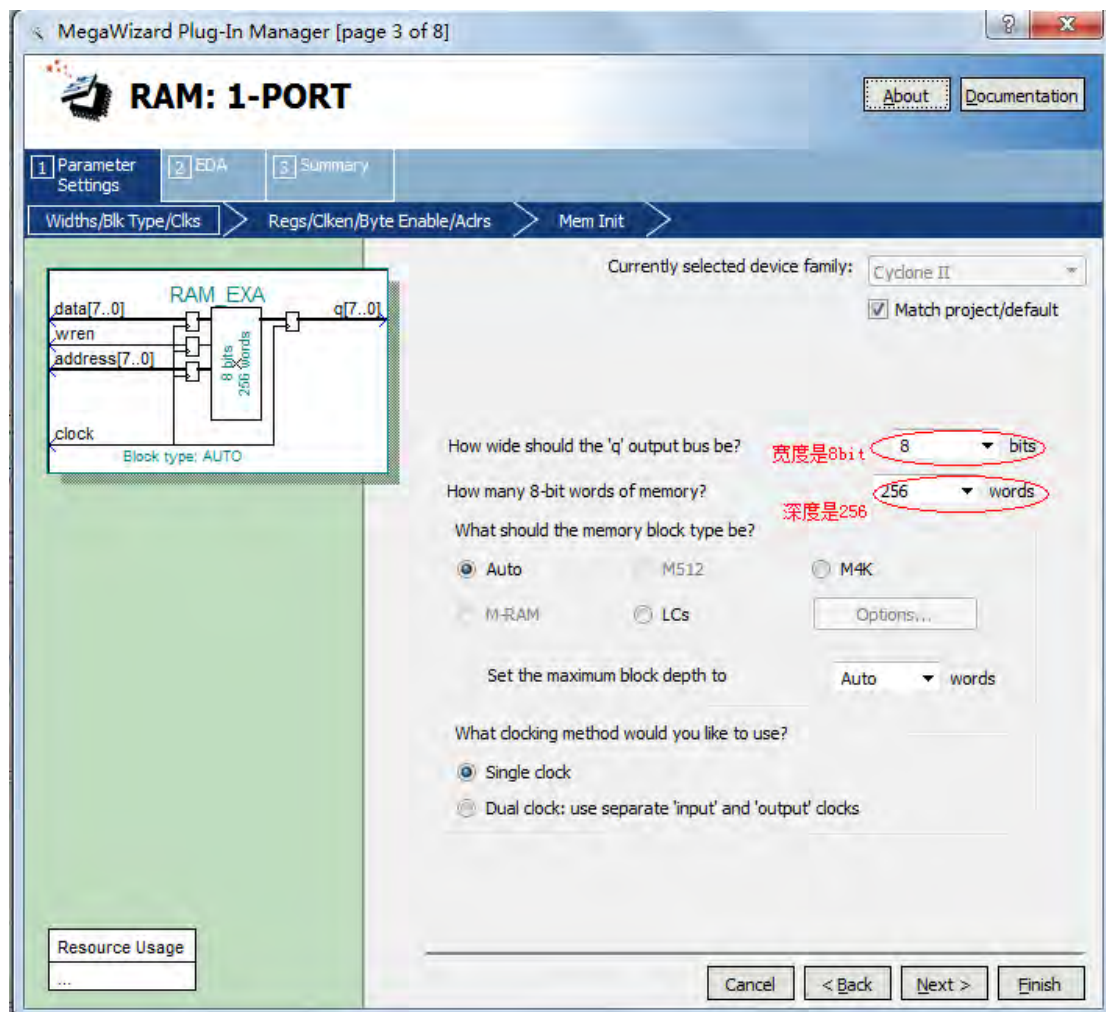 MegaWizard Plug-In Manager [page 3 of 8]
RAM: 1-PORT
About
Documentation
1 Parameter Settings
2 EDA
3 Summary
Widths/Blk Type/Clks
Regs/Clken/Byte Enable/Aclrs
Mem Init
Currently selected device family:
Cyclone II
Match project/default
RAM_EXA
data[7..0]
q[7..0]
wren
address[7..0]
8 bits
256 words
clock
Block type: AUTO
How wide should the 'q' output bus be?
宽度是8bit
8
bits
How many 8-bit words of memory?
深度是256
256
words
What should the memory block type be?
Auto
M512
M4K
M-RAM
LCs
Options...
Set the maximum block depth to
Auto
words
What clocking method would you like to use?
Single clock
Dual clock: use separate 'input' and 'output' clocks
Resource Usage
...
Cancel
< Back
Next >
Finish